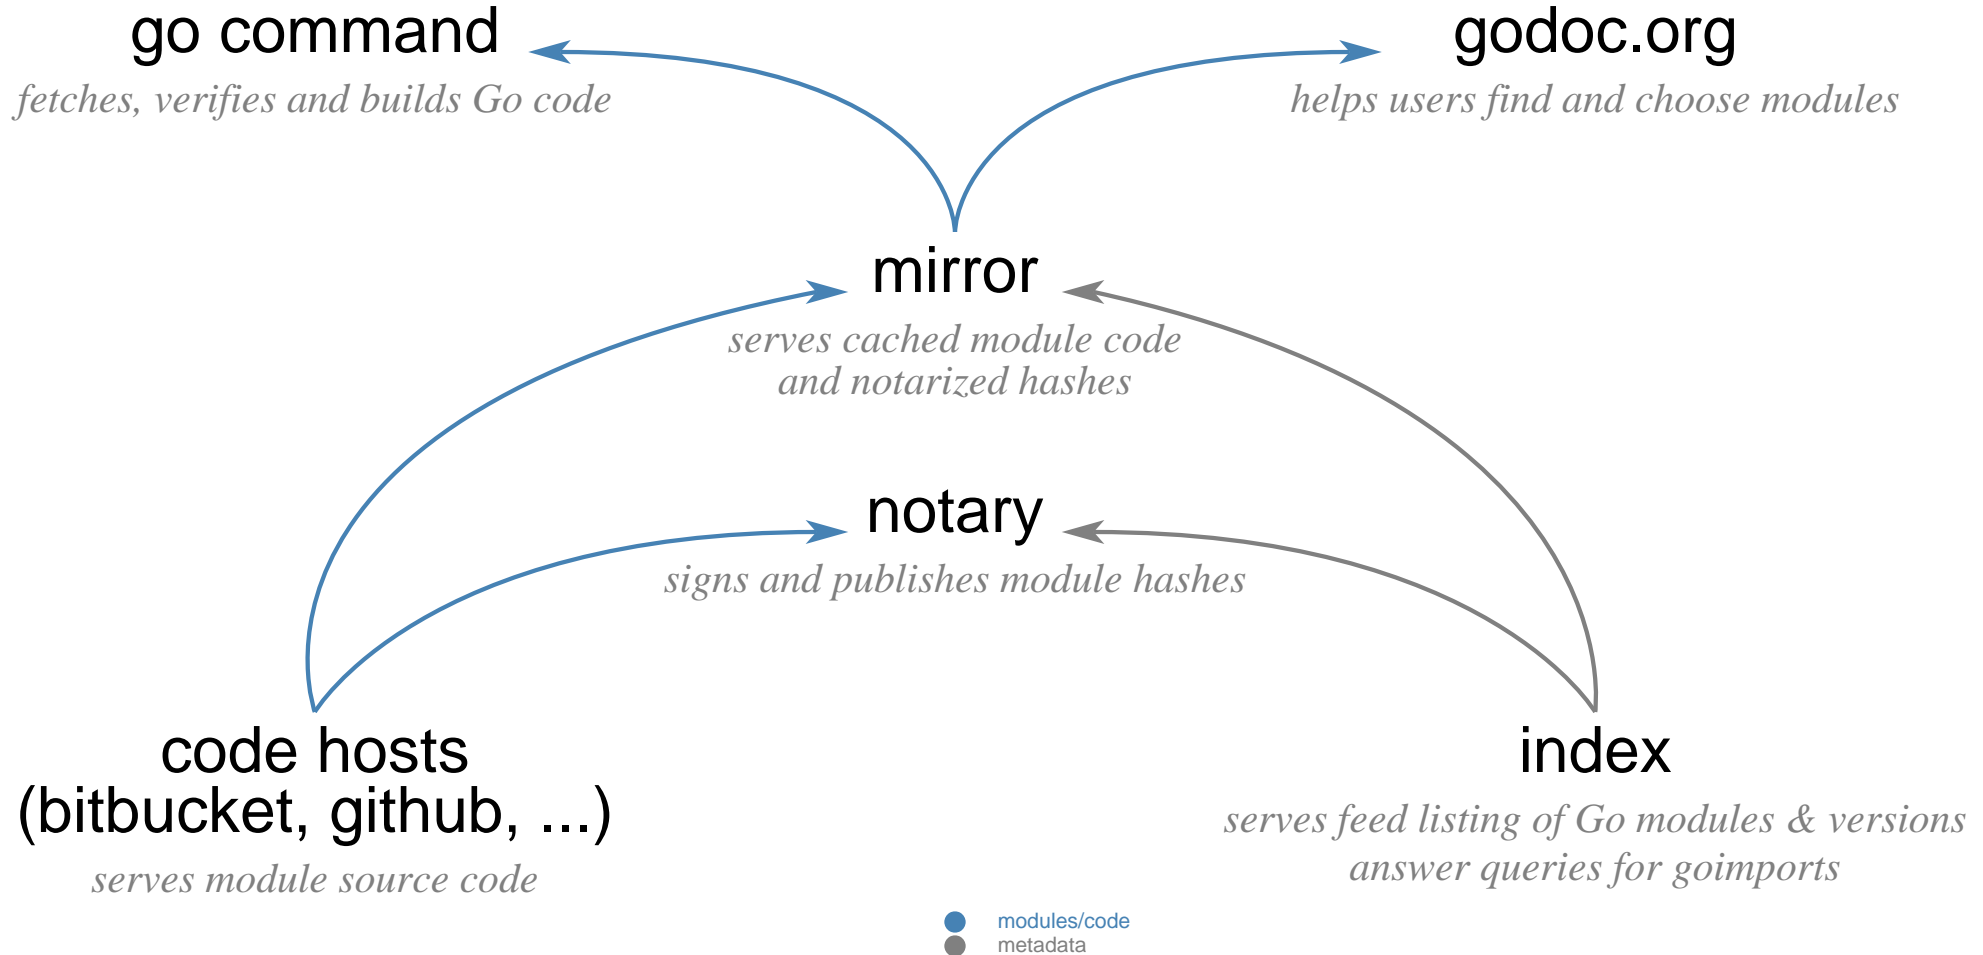 go command
fetches, verifies and builds Go code
godoc.org
helps users find and choose modules
mirror
serves cached module code
and notarized hashes
notary
signs and publishes module hashes
code hosts
(bitbucket, github, ...)
serves module source code
index
serves feed listing of Go modules & versions
answer queries for goimports
modules/code
metadata